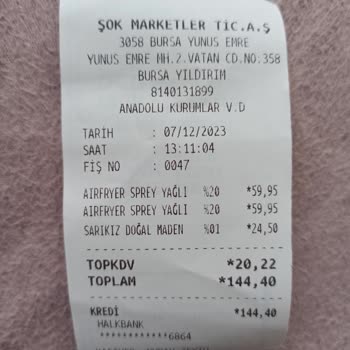 ŞOK MARKETLER TİC.A.Ş
3058 BURSA YUNUS EMRE
YUNUS EMRE MH.2.VATAN CD.NO.358
BURSA YILDIRIM
8140131899
ANADOLU KURUMLAR V.D
TARİH : 07/12/2023
SAAT : 13:11:04
FİŞ NO : 0047
AIRFRYER SPREY YAĞLI %20 *59,95
AIRFRYER SPREY YAĞLI %20 *59,95
SARIKIZ DOĞAL MADEN %01 *24,50
TOPKDV *20,22
TOPLAM *144,40
KREDİ *144,40
HALKBANK
************6864